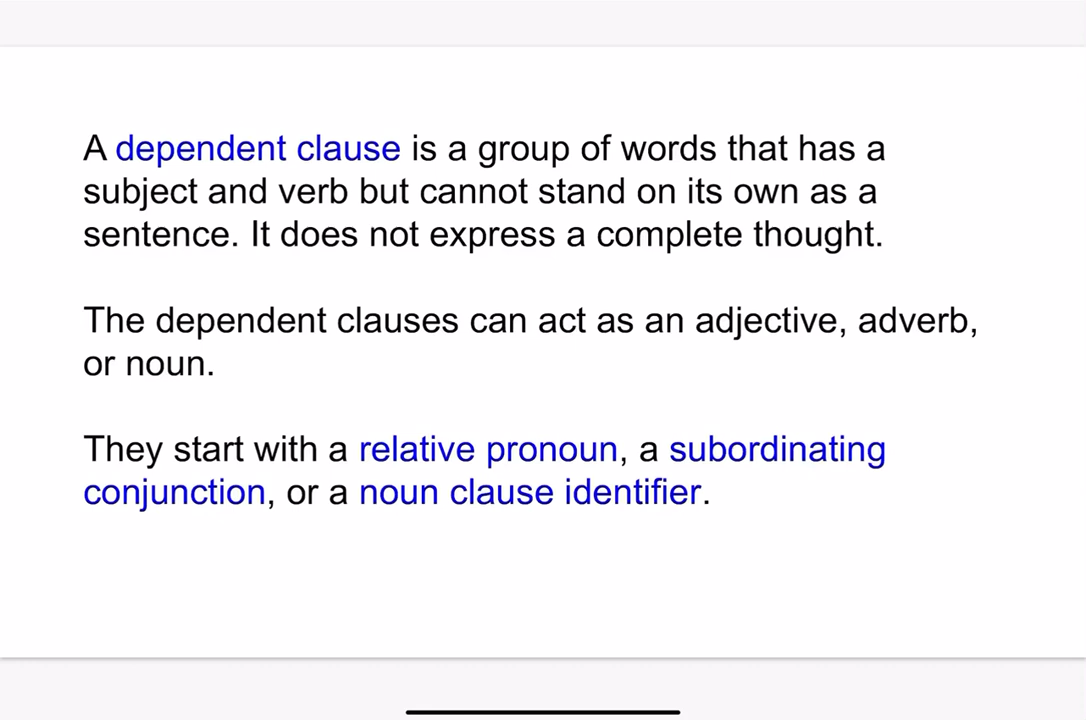 A dependent clause is a group of words that has a
subject and verb but cannot stand on its own as a
sentence. It does not express a complete thought.
The dependent clauses can act as an adjective, adverb,
or noun.
They start with a relative pronoun, a subordinating
conjunction, or a noun clause identifier.